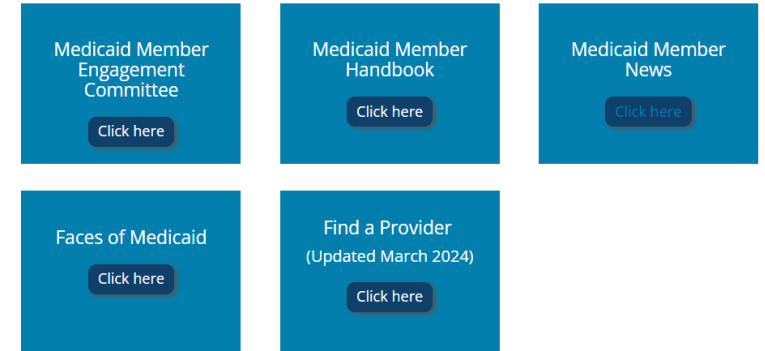 Medicaid Member
Engagement
Committee
Click here
Medicaid Member
Handbook
Click here
Medicaid Member
News
Click here
Faces of Medicaid
Click here
Find a Provider
(Updated March 2024)
Click here